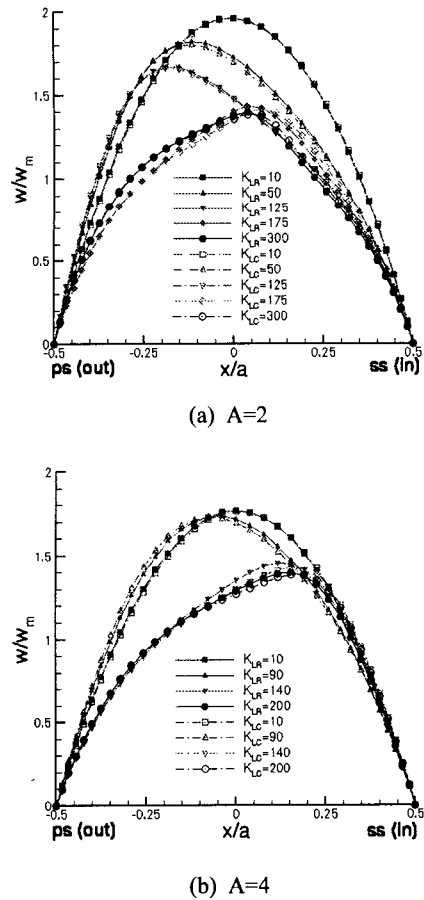 2
1.5
w/w_m
1
0.5
0
K_LR=10
K_LR=50
K_LR=125
K_LR=175
K_LR=300
K_LC=10
K_LC=50
K_LC=125
K_LC=175
K_LC=300
-0.5 -0.25 0 0.25 0.5
ps (out) x/a ss (in)
(a) A=2
2
1.5
w/w_m
1
0.5
0
K_LR=10
K_LR=90
K_LR=140
K_LR=200
K_LC=10
K_LC=90
K_LC=140
K_LC=200
-0.5 -0.25 0 0.25 0.5
ps (out) x/a ss (in)
(b) A=4